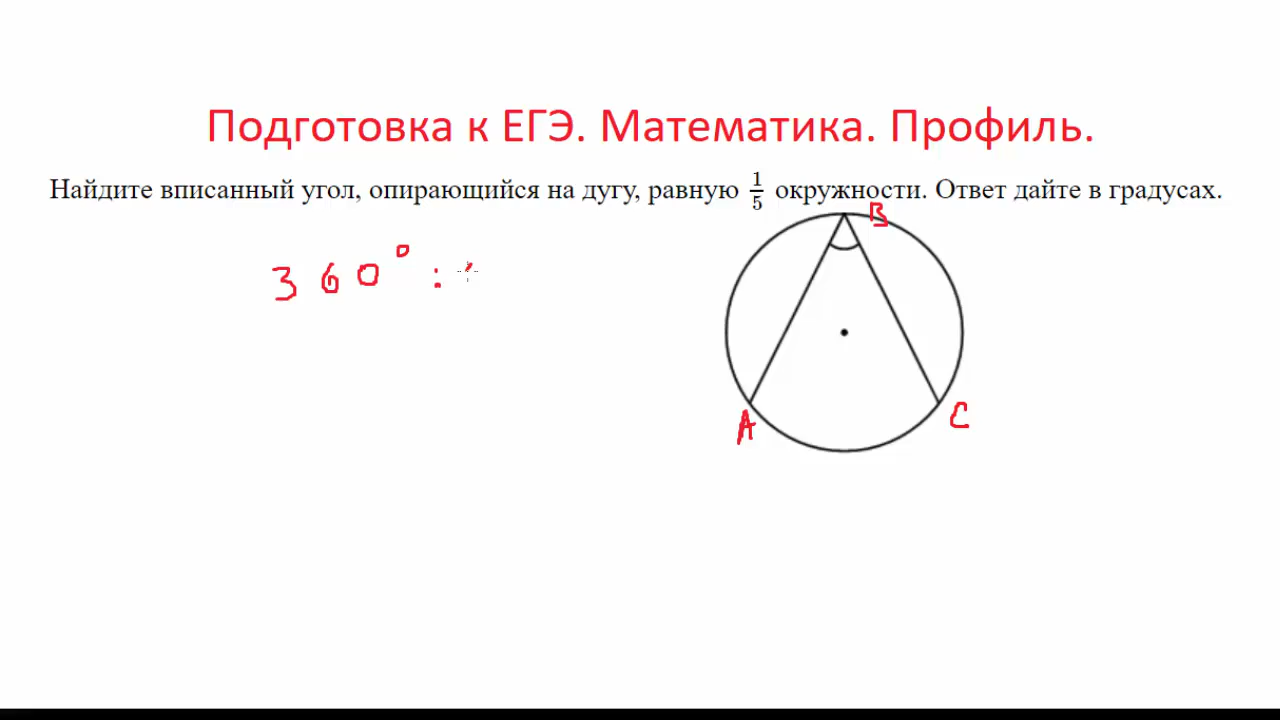 Подготовка к ЕГЭ. Математика. Профиль.
Найдите вписанный угол, опирающийся на дугу, равную 1/5 окружности. Ответ дайте в градусах.
B
360° :
A
C